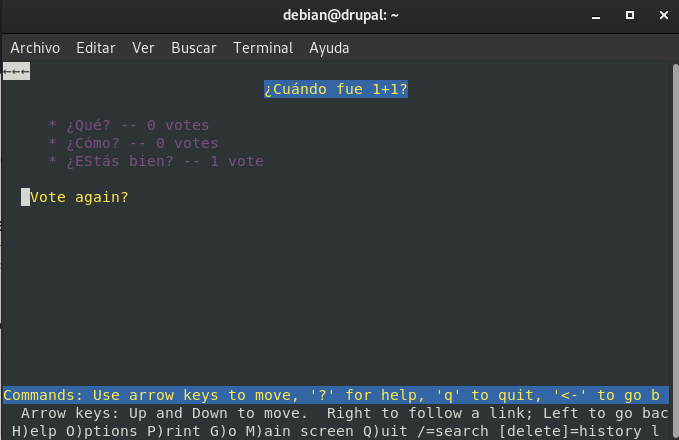 debian@drupal: ~
Archivo Editar Ver Buscar Terminal Ayuda
←←←
¿Cuándo fue 1+1?
* ¿Qué? -- 0 votes
* ¿Cómo? -- 0 votes
* ¿EStás bien? -- 1 vote
Vote again?
Commands: Use arrow keys to move, '?' for help, 'q' to quit, '<-' to go b
Arrow keys: Up and Down to move. Right to follow a link; Left to go bac
H)elp O)ptions P)rint G)o M)ain screen Q)uit /=search [delete]=history l